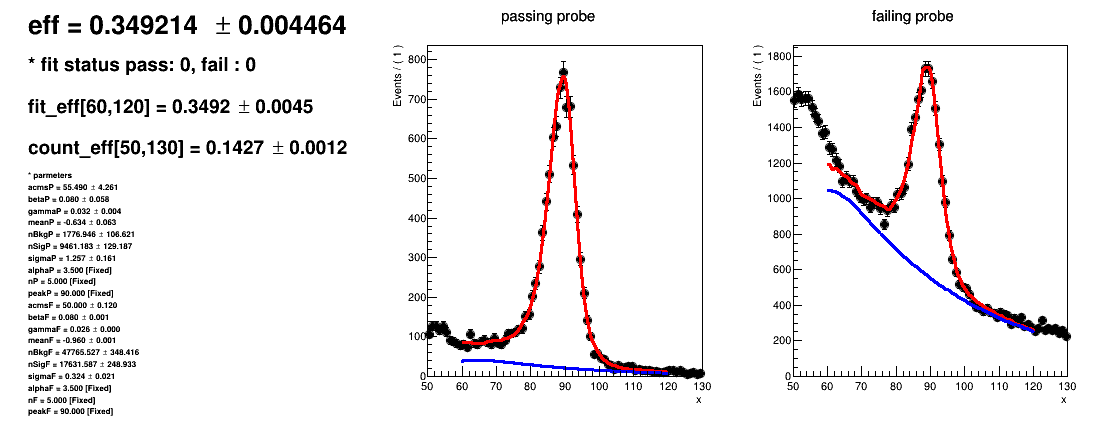 eff = 0.349214 ± 0.004464
* fit status pass: 0, fail : 0
fit_eff[60,120] = 0.3492 ± 0.0045
count_eff[50,130] = 0.1427 ± 0.0012
* parmeters
acmsP = 55.490 ± 4.261
betaP = 0.080 ± 0.058
gammaP = 0.032 ± 0.004
meanP = -0.634 ± 0.063
nBkgP = 1776.946 ± 106.621
nSigP = 9461.183 ± 129.187
sigmaP = 1.257 ± 0.161
alphaP = 3.500 [Fixed]
nP = 5.000 [Fixed]
peakP = 90.000 [Fixed]
acmsF = 50.000 ± 0.120
betaF = 0.080 ± 0.001
gammaF = 0.026 ± 0.000
meanF = -0.960 ± 0.001
nBkgF = 47765.527 ± 348.416
nSigF = 17631.587 ± 248.933
sigmaF = 0.324 ± 0.021
alphaF = 3.500 [Fixed]
nF = 5.000 [Fixed]
peakF = 90.000 [Fixed]
passing probe
Events / ( 1 )
800
700
600
500
400
300
200
100
0
50 60 70 80 90 100 110 120 130
x
failing probe
Events / ( 1 )
1800
1600
1400
1200
1000
800
600
400
200
0
50 60 70 80 90 100 110 120 130
x